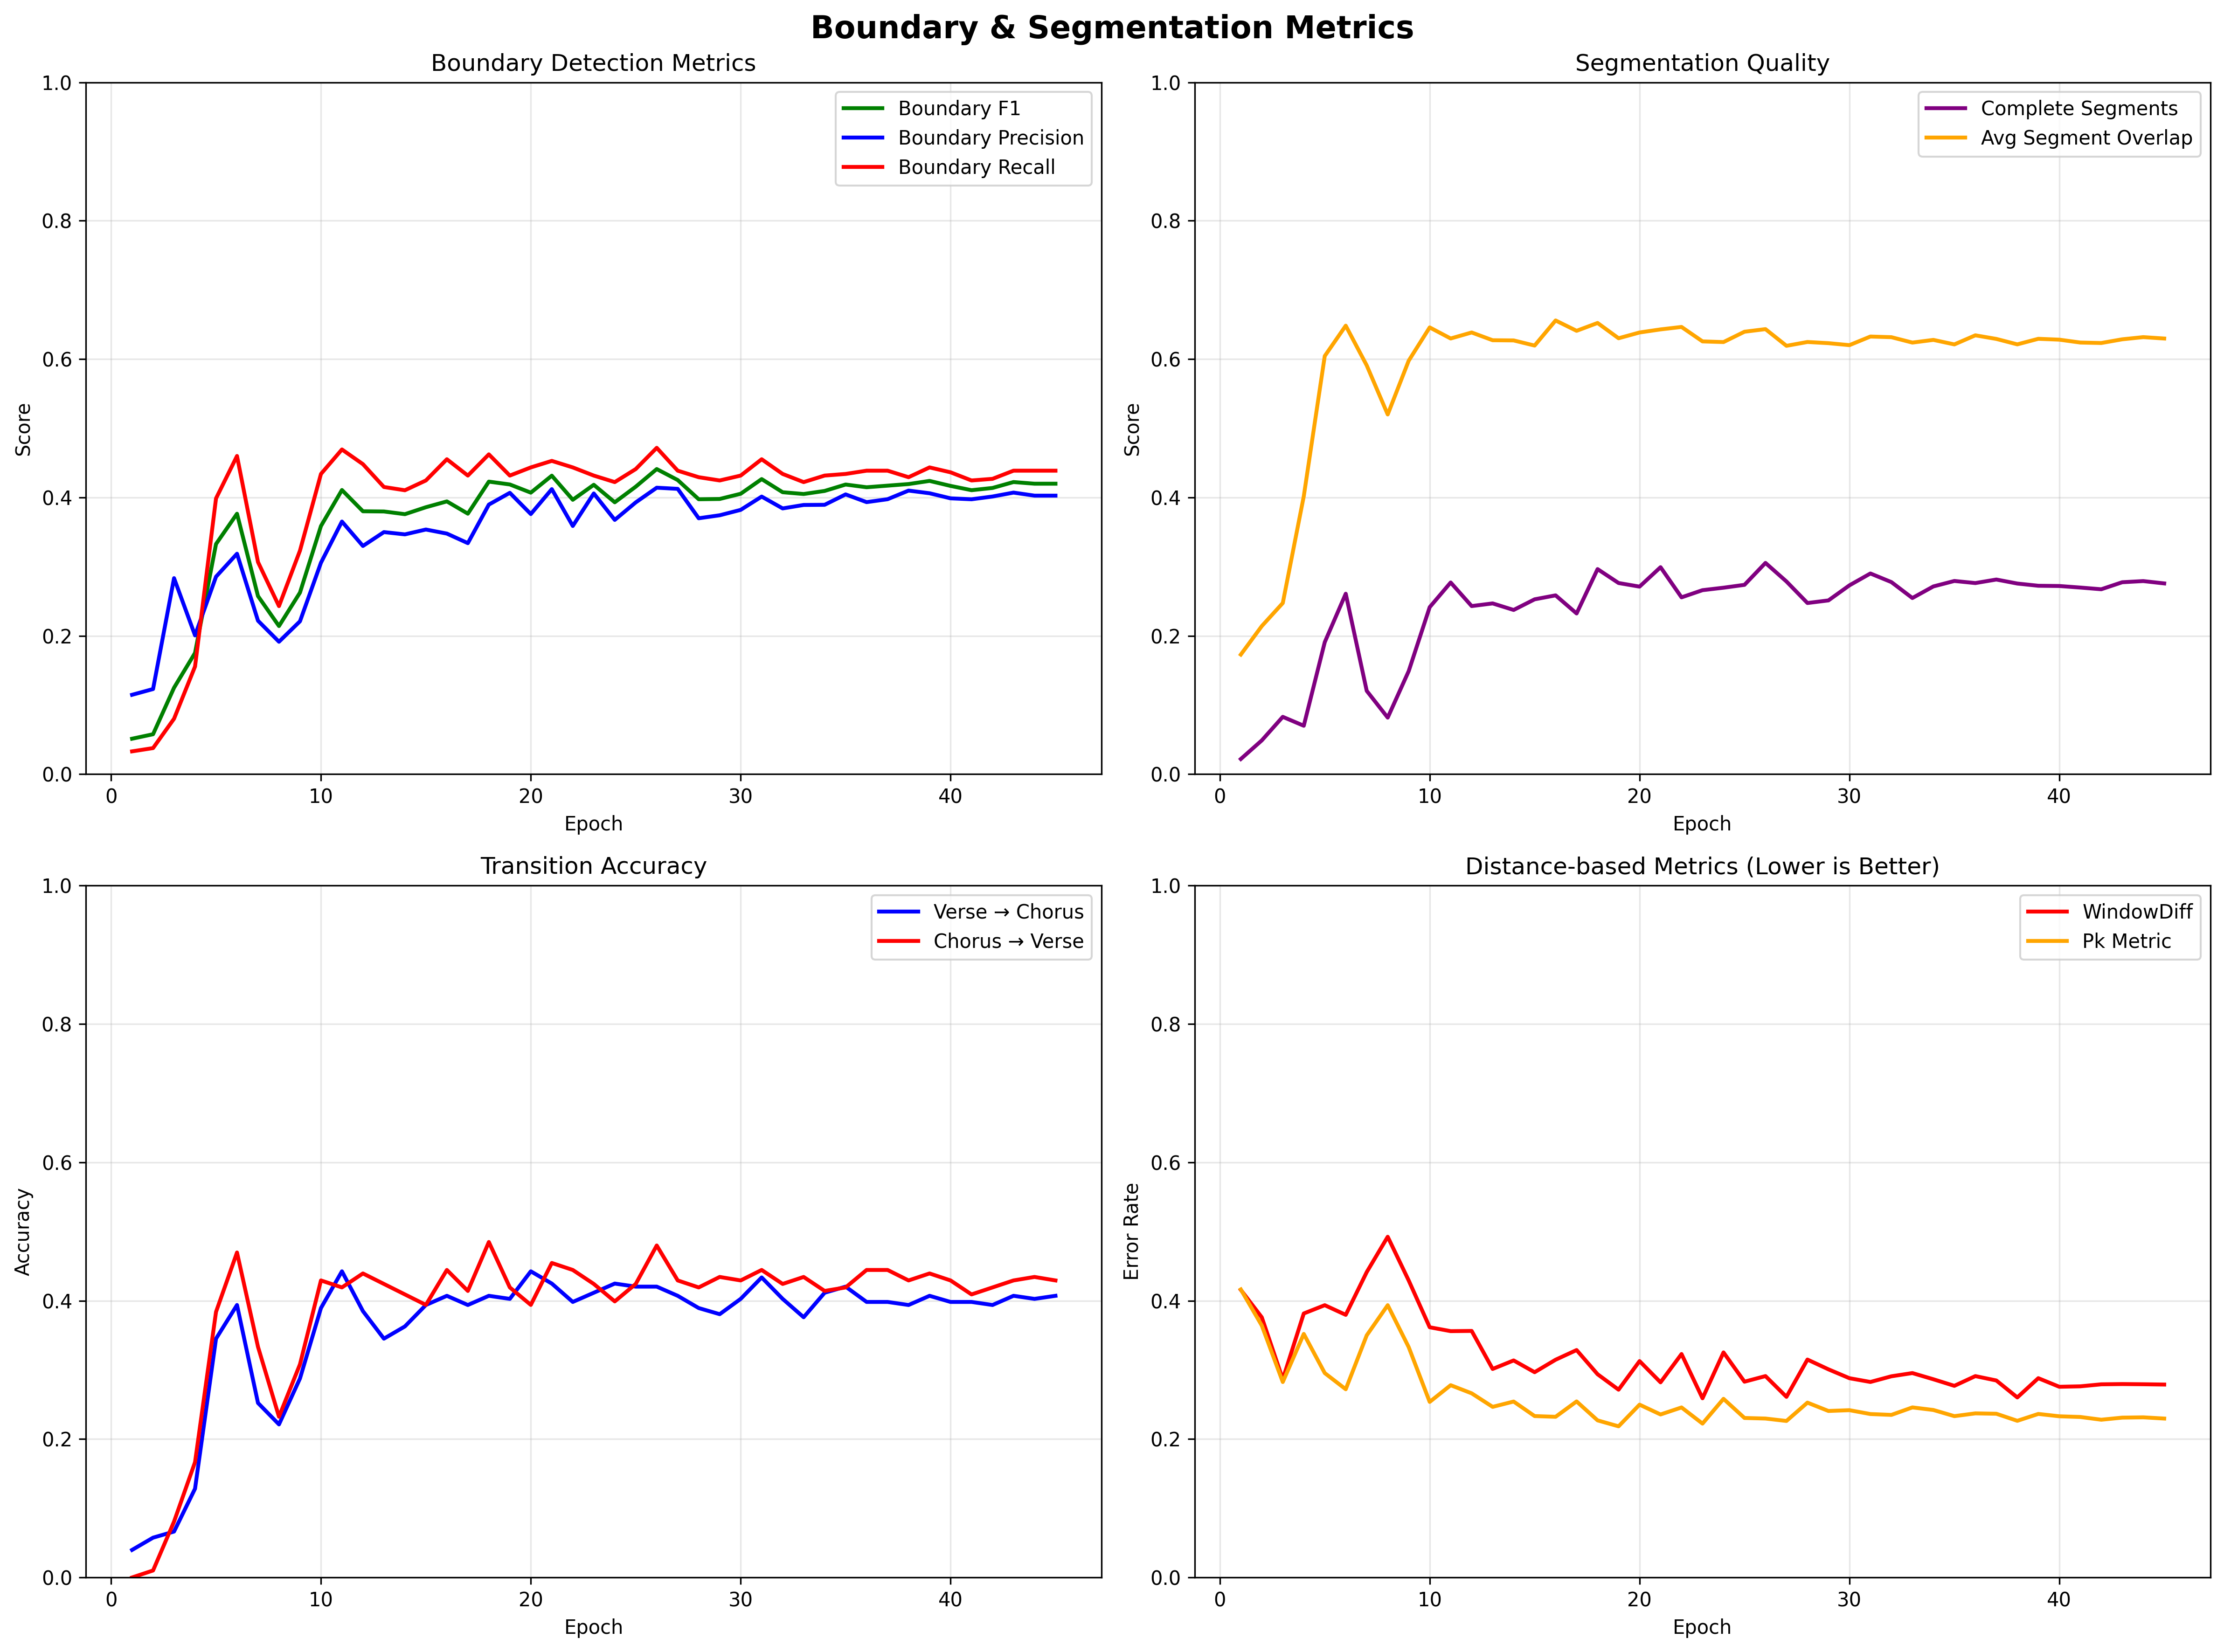 Boundary & Segmentation Metrics
Boundary Detection Metrics
1.0
0.8
0.6
0.4
0.2
0.0
Score
0 10 20 30 40
Epoch
Boundary F1
Boundary Precision
Boundary Recall
Segmentation Quality
1.0
0.8
0.6
0.4
0.2
0.0
Score
0 10 20 30 40
Epoch
Complete Segments
Avg Segment Overlap
Transition Accuracy
1.0
0.8
0.6
0.4
0.2
0.0
Accuracy
0 10 20 30 40
Epoch
Verse → Chorus
Chorus → Verse
Distance-based Metrics (Lower is Better)
1.0
0.8
0.6
0.4
0.2
0.0
Error Rate
0 10 20 30 40
Epoch
WindowDiff
Pk Metric